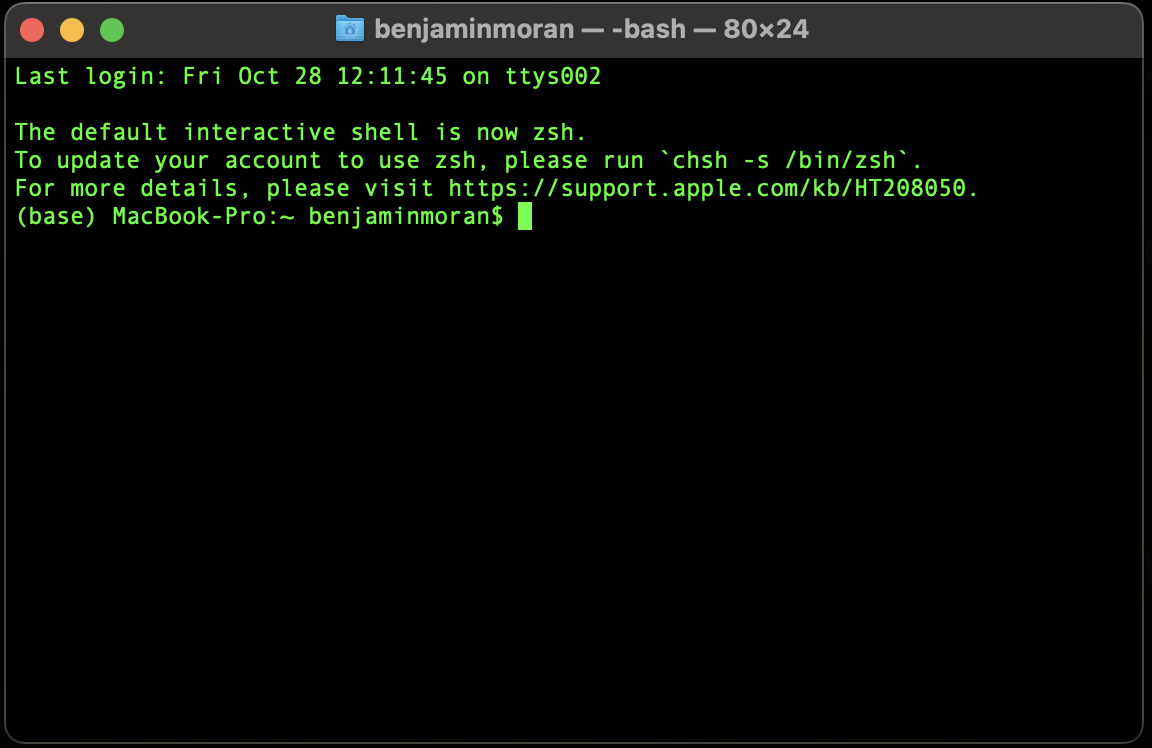 benjaminmoran — -bash — 80×24
Last login: Fri Oct 28 12:11:45 on ttys002
The default interactive shell is now zsh.
To update your account to use zsh, please run `chsh -s /bin/zsh`.
For more details, please visit https://support.apple.com/kb/HT208050.
(base) MacBook-Pro:~ benjaminmoran$